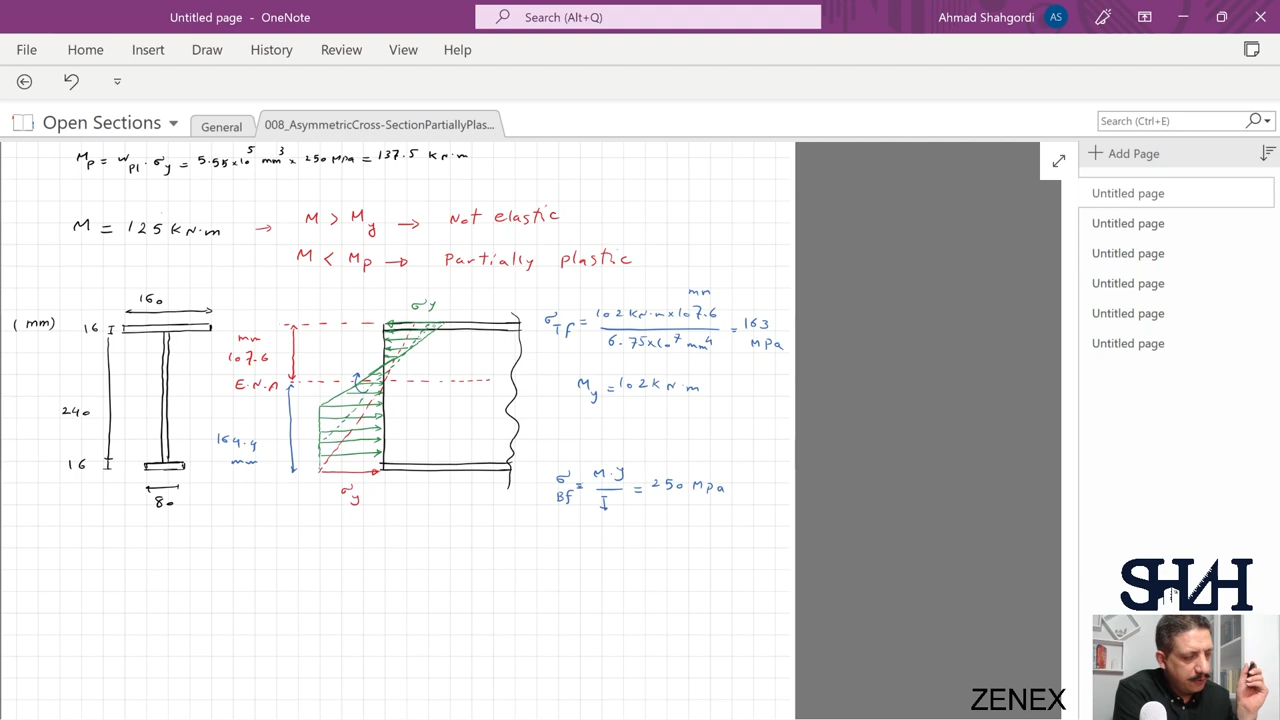 Untitled page - OneNote
Search (Alt+Q)
Ahmad Shahgordi
AS
File Home Insert Draw History Review View Help
Open Sections
General
008_AsymmetricCross-SectionPartiallyPlas...
Search (Ctrl+E)
Add Page
Untitled page
Untitled page
Untitled page
Untitled page
Untitled page
Untitled page
Mp = Wpl . σy = 5.55x10^5 mm^3 x 250 MPa = 137.5 kN.m
M = 125 kN.m → M > My → Not elastic
M < Mp → Partially plastic
(mm)
160
16
240
16
80
mm
107.6
E.N.A
164.4
mm
σy
σy
σTf = 102 kN.m x 107.6 mm / 6.75x10^7 mm^4 = 163 MPa
My = 102 kN.m
σBf = M.y / I = 250 MPa
SHLH
ZENEX